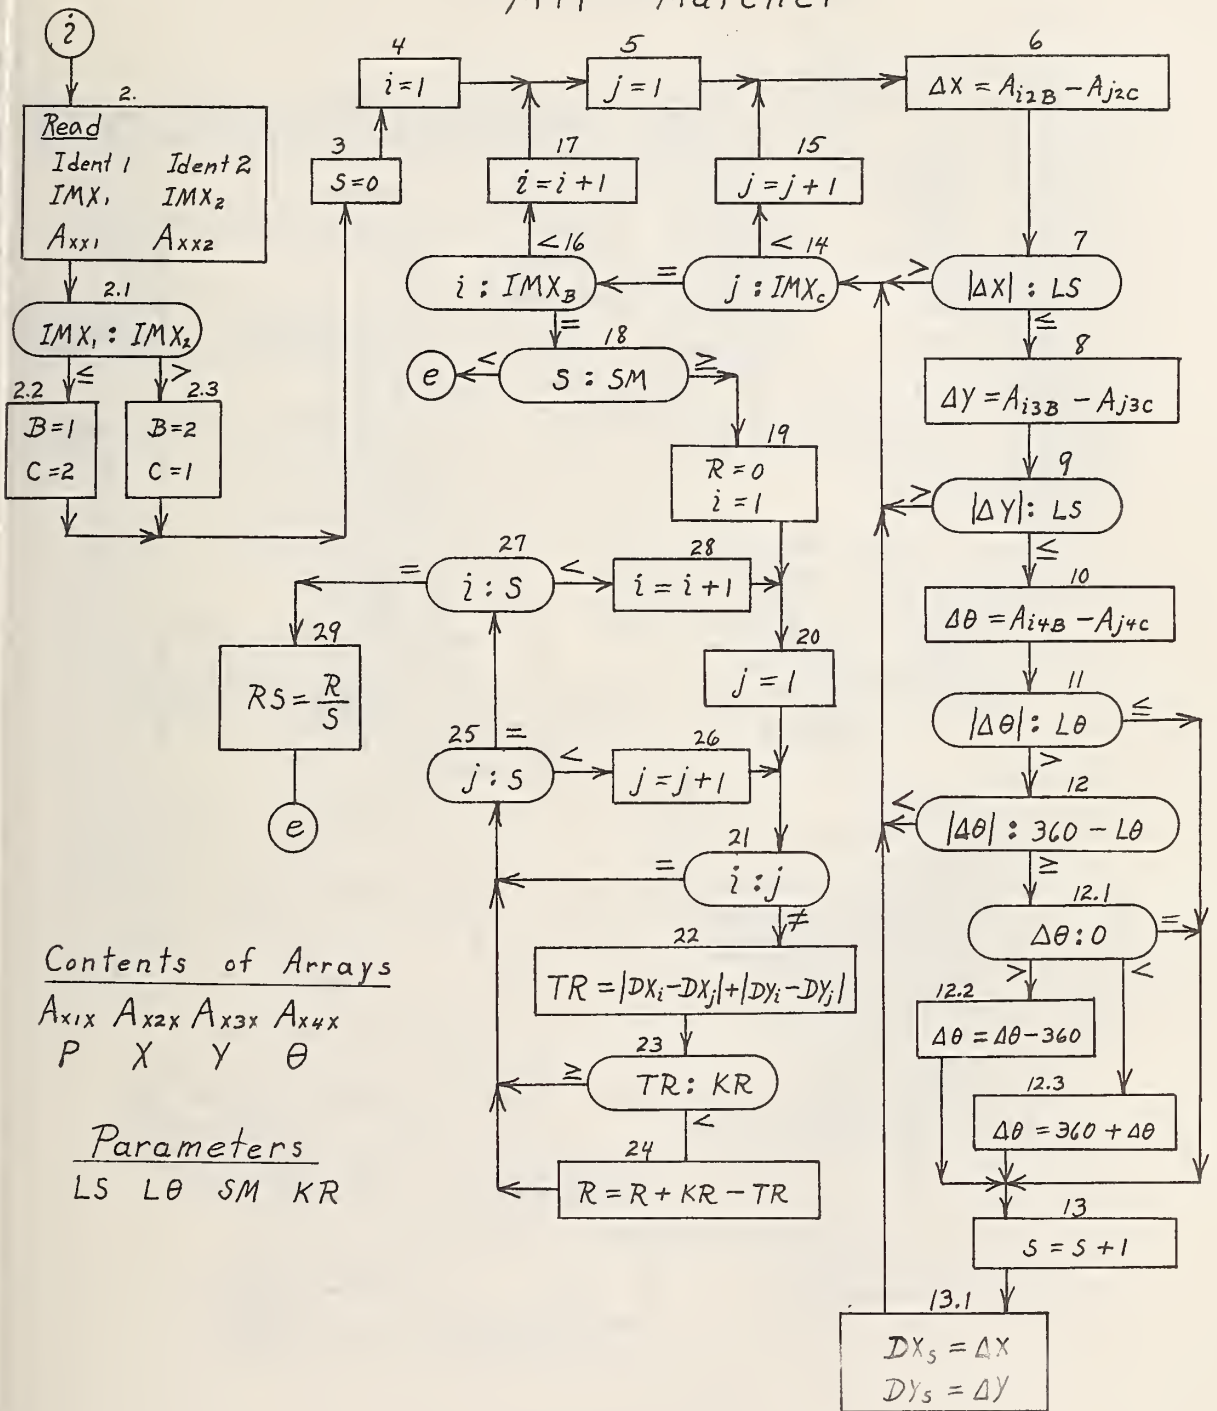 Matcher
i
2.
Read
Ident 1 Ident 2
IMX₁ IMX₂
Axx1 Axx2
2.1
IMX₁ : IMX₂
≤ >
2.2
B=1
C=2
2.3
B=2
C=1
3
S=0
4
i=1
5
j=1
6
ΔX = Ai2B − Aj2C
7
|ΔX| : LS
>
≤
8
ΔY = Ai3B − Aj3C
9
|ΔY| : LS
>
≤
10
Δθ = Ai4B − Aj4C
11
|Δθ| : Lθ
≤
>
12
|Δθ| : 360 − Lθ
<
≥
12.1
Δθ : 0
=
> <
12.2
Δθ = Δθ−360
12.3
Δθ = 360 + Δθ
13
S = S + 1
13.1
DXs = ΔX
DYs = ΔY
14
j : IMXC
<
=
15
j = j + 1
16
i : IMXB
<
=
17
i = i + 1
18
S : SM
<
≥
e
19
R=0
i=1
20
j = 1
21
i : j
=
≠
22
TR = |DXi−DXj|+|DYi−DYj|
23
TR : KR
≥
<
24
R = R + KR − TR
25
j : S
=
<
26
j = j + 1
27
i : S
=
<
28
i = i + 1
29
RS = R/S
e
Contents of Arrays
Ax1x Ax2x Ax3x Ax4x
P X Y θ
Parameters
LS Lθ SM KR